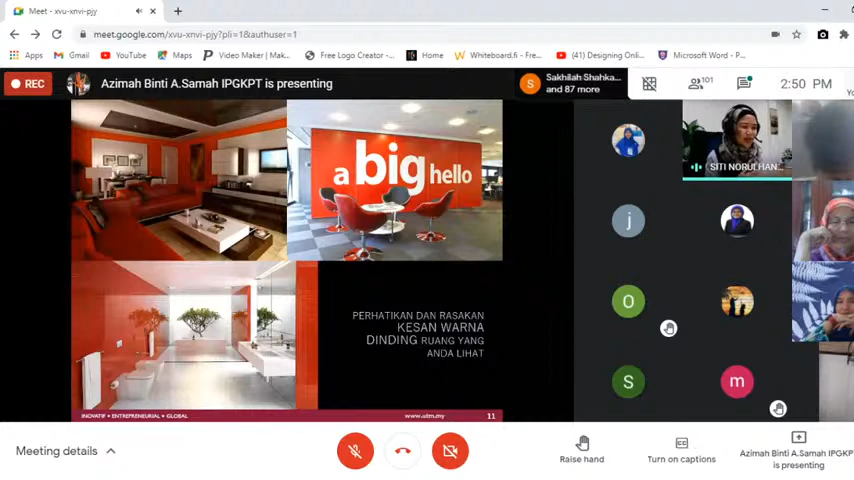 Meet - xvu-xnvi-pjy
meet.google.com/xvu-xnvi-pjy?pli=1&authuser=1
Apps
Gmail
YouTube
Maps
Video Maker | Mak...
Free Logo Creator -...
Home
Whiteboard.fi - Fre...
(41) Designing Onli...
Microsoft Word - P...
REC
Azimah Binti A.Samah IPGKPT is presenting
Sakhilah Shahka...
and 87 more
101
2:50 PM
Yo
a big hello
PERHATIKAN DAN RASAKAN
KESAN WARNA
DINDING RUANG YANG
ANDA LIHAT
INOVATIF • ENTREPRENEURIAL • GLOBAL
www.utm.my
11
SITI NORULHAN...
j
O
S
m
Meeting details
Raise hand
Turn on captions
Azimah Binti A.Samah IPGKP
is presenting